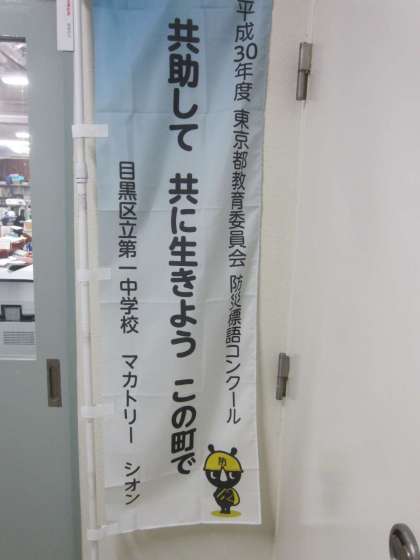 平成30年度 東京都教育委員会 防災標語コンクール
共助して 共に生きよう この町で
目黒区立第一中学校 マカトリー シオン
防